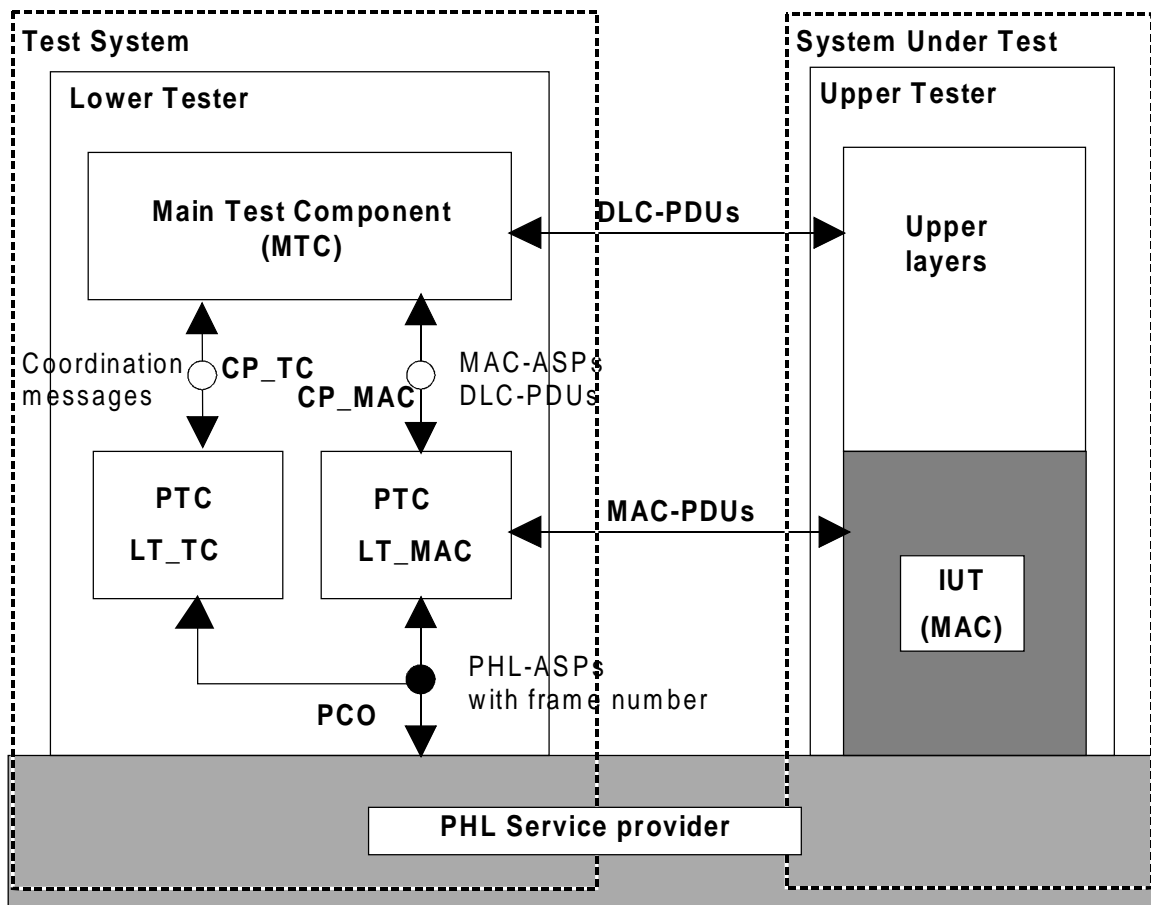 Test System
System Under Test
Lower Tester
Upper Tester
Main Test Component
(MTC)
DLC-PDUs
Upper
layers
Coordination
messages
CP_TC
CP_MAC
MAC-ASPs
DLC-PDUs
PTC
LT_TC
PTC
LT_MAC
MAC-PDUs
IUT
(MAC)
PHL-ASPs
with frame number
PCO
PHL Service provider